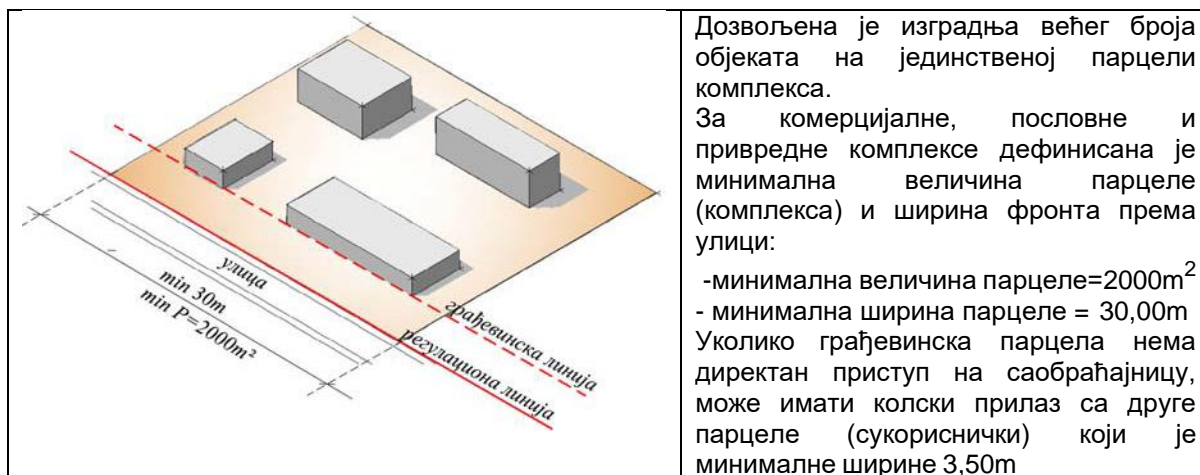 улица
min 30m
min P=2000m²
грађевинска линија
регулациона линија
Дозвољена је изградња већег броја
објеката на јединственој парцели
комплекса.
За комерцијалне, пословне и
привредне комплексе дефинисана је
минимална величина парцеле
(комплекса) и ширина фронта према
улици:
-минимална величина парцеле=2000m²
- минимална ширина парцеле = 30,00m
Уколико грађевинска парцела нема
директан приступ на саобраћајницу,
може имати колски прилаз са друге
парцеле (сукориснички) који је
минималне ширине 3,50m